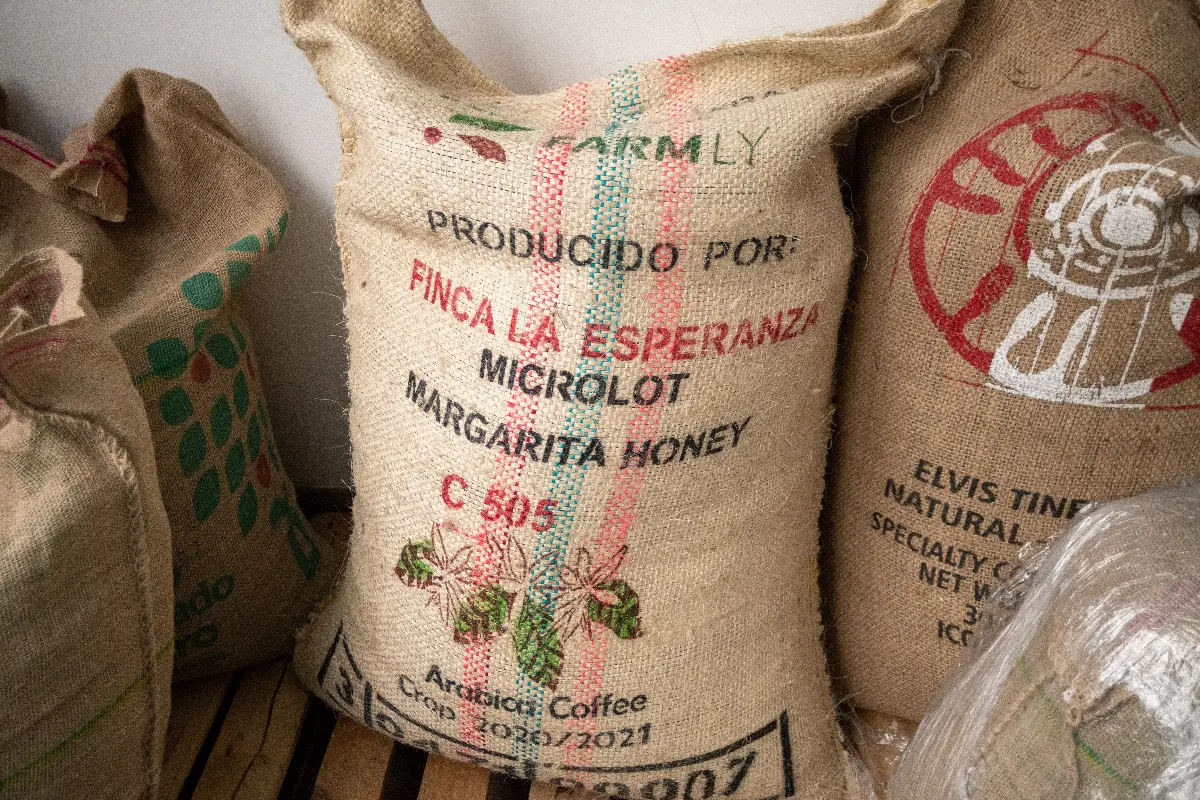 FARMLY
PRODUCIDO POR:
FINCA LA ESPERANZA
MICROLOT
MARGARITA HONEY
C 505
Arabica Coffee
Crop 2020/2021
ELVIS
NATURAL
SPECIALTY
NET